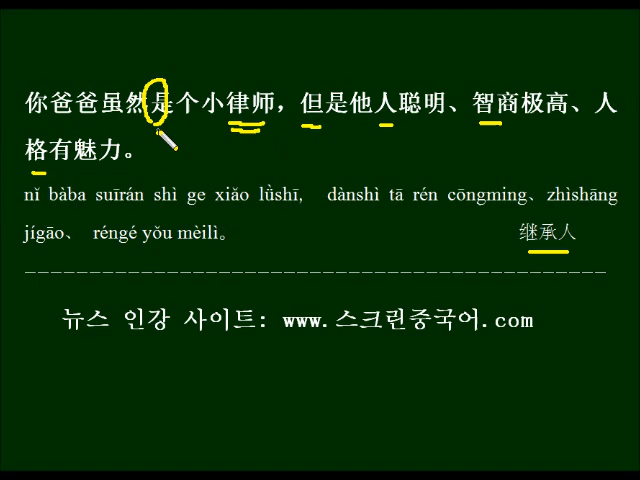 你爸爸虽然是个小律师，但是他人聪明、智商极高、人
格有魅力。
nǐ bàba suīrán shì ge xiǎo lǜshī, dànshì tā rén cōngming、zhìshāng
jígāo、 réngé yǒu mèilì。
继承人
뉴스 인강 사이트: www.스크린중국어.com